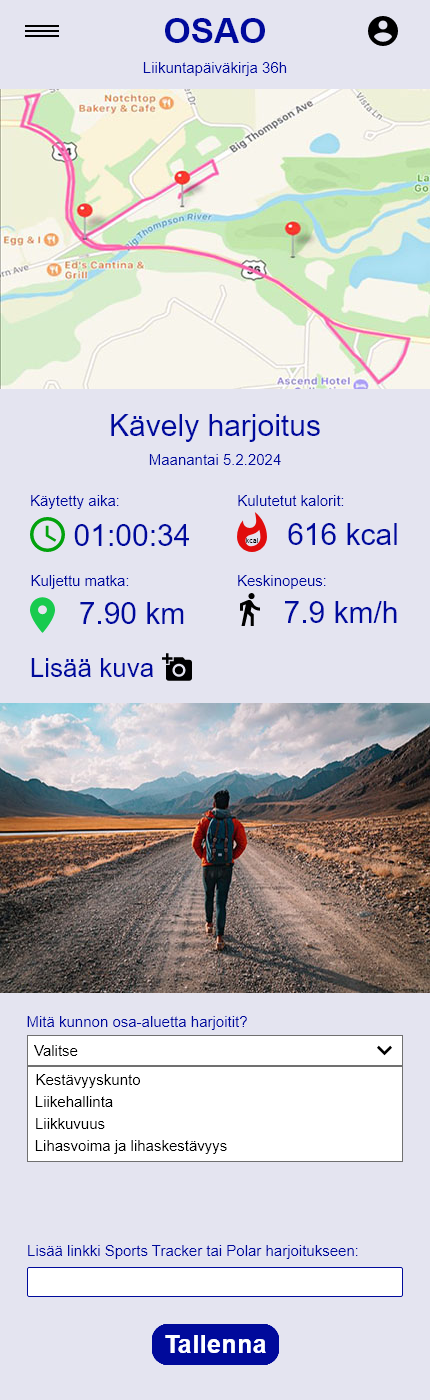 OSAO
Liikuntapäiväkirja 36h
Notchtop
Bakery & Cafe
Big Thompson Ave
Vista Ln
34
Big Thompson River
Egg & I
Ed's Cantina &
Grill
36
Ascend Hotel
Kävely harjoitus
Maanantai 5.2.2024
Käytetty aika:
Kulutetut kalorit:
01:00:34
kcal
616 kcal
Kuljettu matka:
Keskinopeus:
7.90 km
7.9 km/h
Lisää kuva
Mitä kunnon osa-aluetta harjoitit?
Valitse
Kestävyyskunto
Liikehallinta
Liikkuvuus
Lihasvoima ja lihaskestävyys
Lisää linkki Sports Tracker tai Polar harjoitukseen:
Tallenna